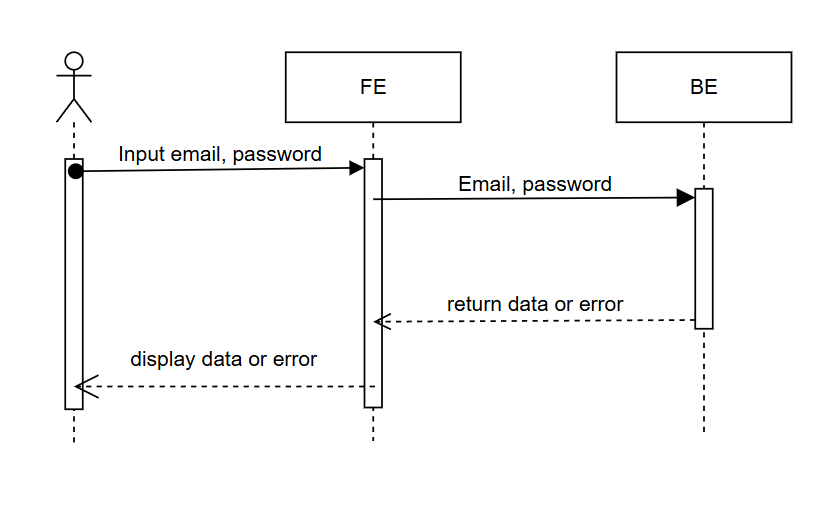 FE
BE
Input email, password
Email, password
return data or error
display data or error